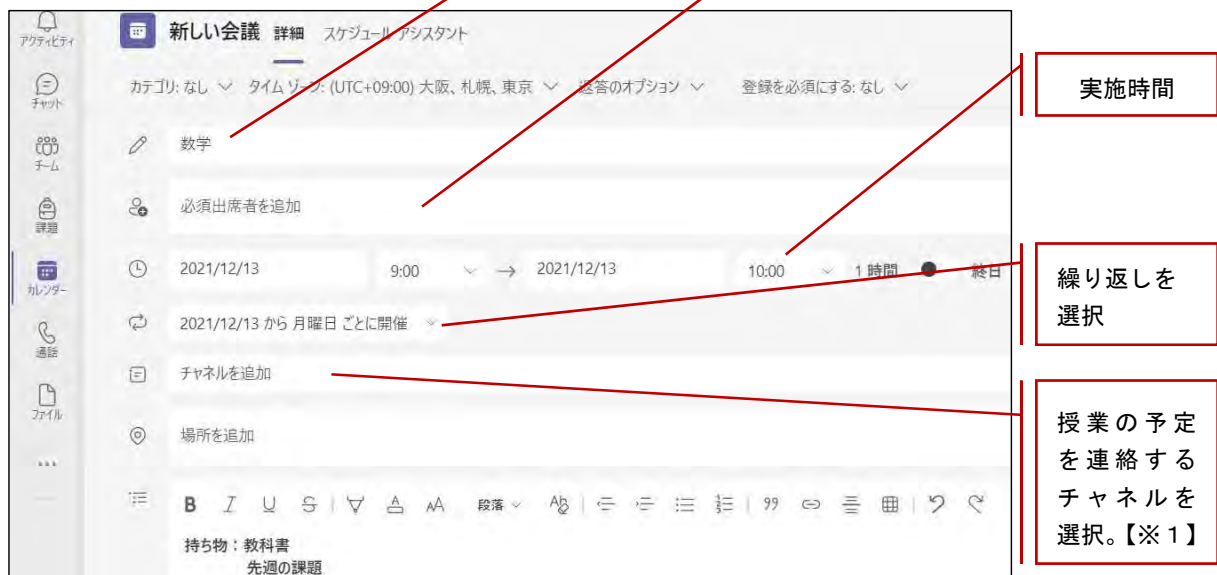 アクティビティ
チャット
チーム
課題
カレンダー
通話
ファイル
新しい会議 詳細 スケジュール アシスタント
カテゴリ: なし タイム ゾーン: (UTC+09:00) 大阪、札幌、東京 返答のオプション 登録を必須にする: なし
数学
必須出席者を追加
2021/12/13 9:00 → 2021/12/13 10:00 1 時間 終日
2021/12/13 から 月曜日 ごとに開催
チャネルを追加
場所を追加
B I U S A AA 段落
持ち物：教科書
先週の課題
実施時間
繰り返しを
選択
授業の予定
を連絡する
チャネルを
選択。【※１】